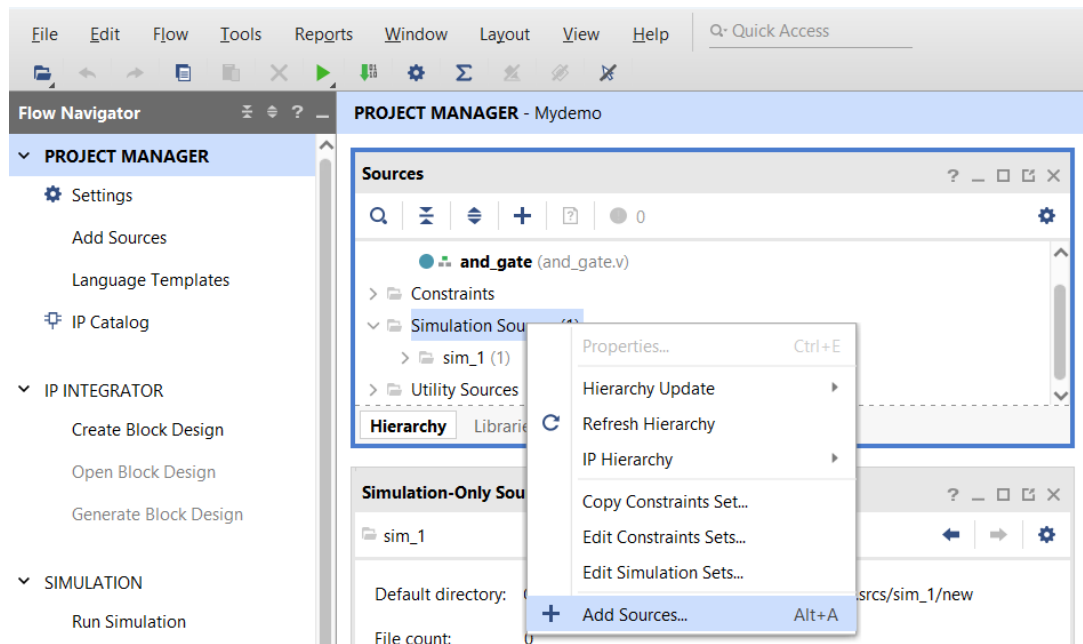 File Edit Flow Tools Reports Window Layout View Help Quick Access
Flow Navigator
PROJECT MANAGER - Mydemo
PROJECT MANAGER
Settings
Add Sources
Language Templates
IP Catalog
IP INTEGRATOR
Create Block Design
Open Block Design
Generate Block Design
SIMULATION
Run Simulation
Sources
0
and_gate (and_gate.v)
Constraints
Simulation Sou
sim_1 (1)
Utility Sources
Hierarchy Librarie
Properties... Ctrl+E
Hierarchy Update
Refresh Hierarchy
IP Hierarchy
Copy Constraints Set...
Edit Constraints Sets...
Edit Simulation Sets...
Add Sources... Alt+A
Simulation-Only Sou
sim_1
Default directory: .srcs/sim_1/new
File count: 0